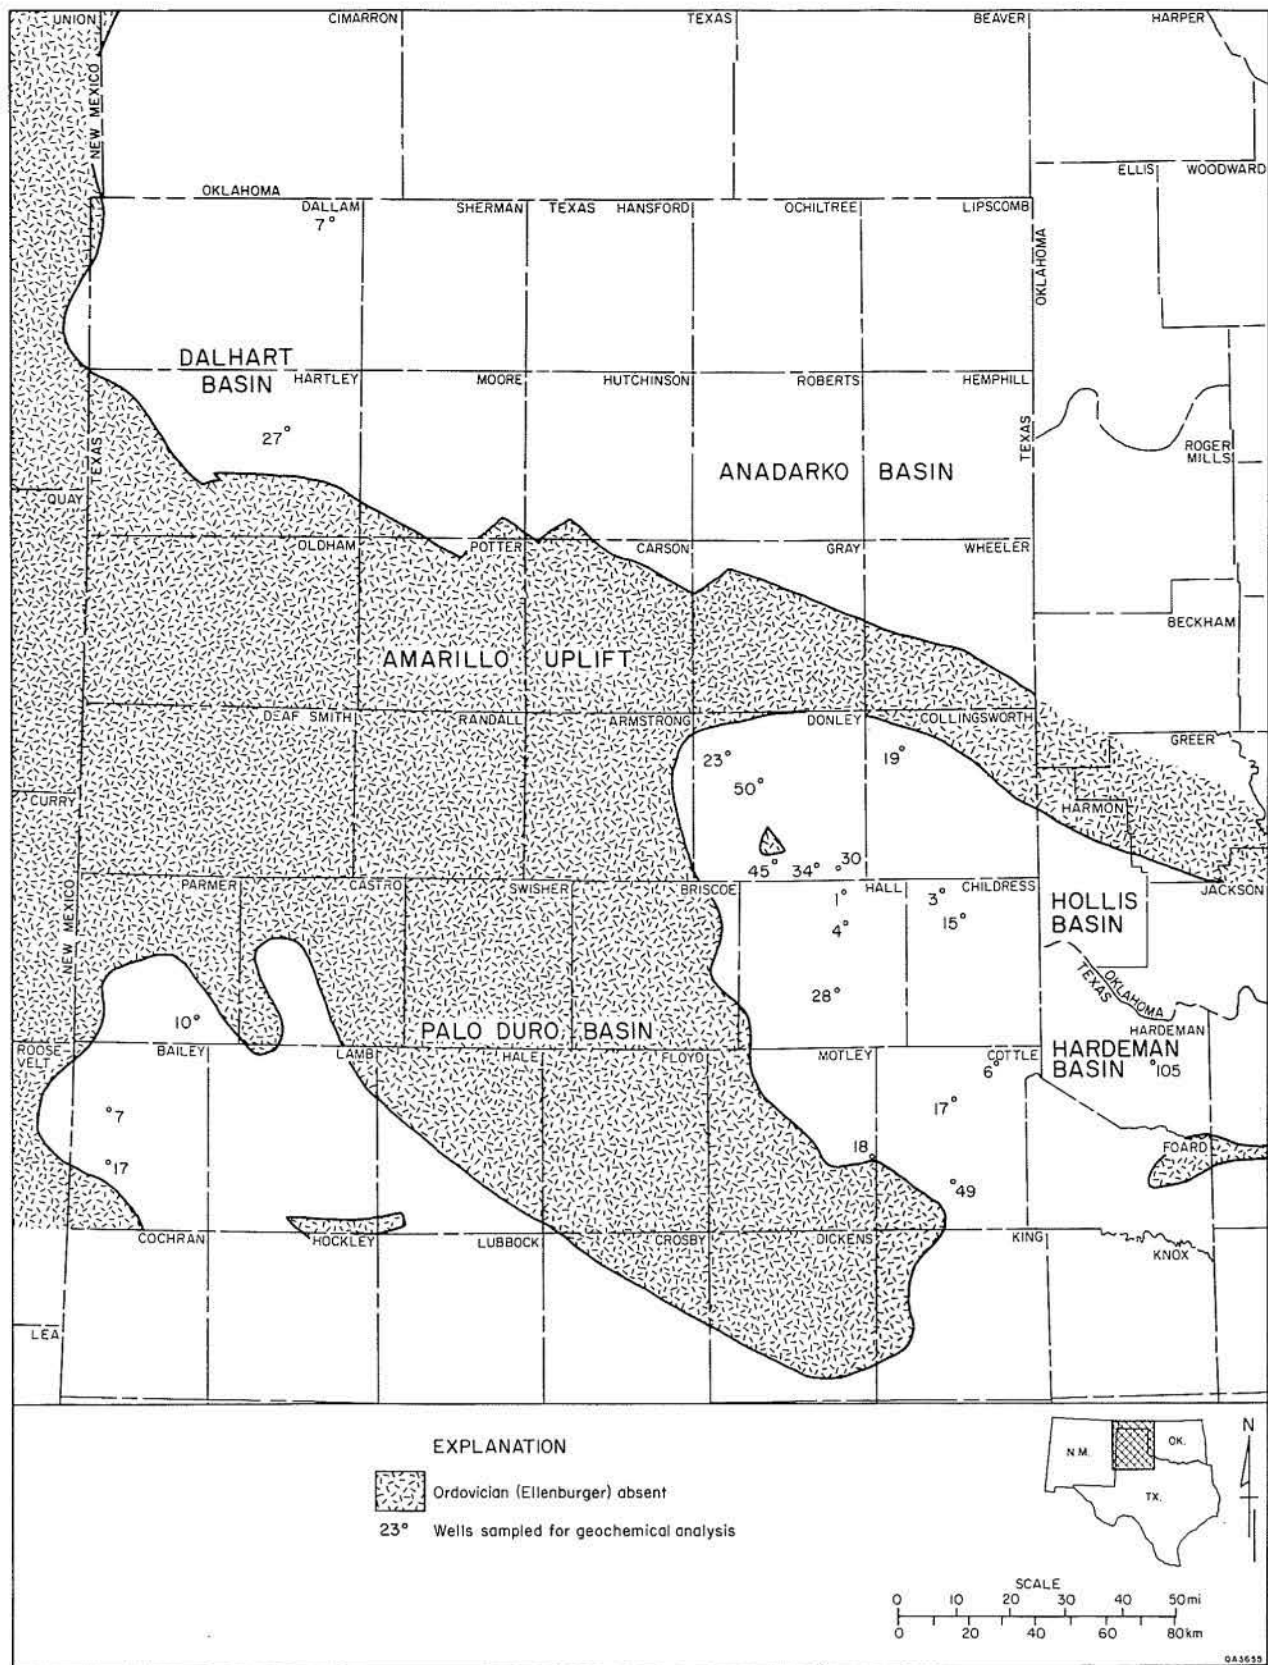 UNION
CIMARRON
TEXAS
BEAVER
HARPER
NEW MEXICO
ELLIS
WOODWARD
OKLAHOMA
DALLAM
SHERMAN
TEXAS
HANSFORD
OCHILTREE
LIPSCOMB
7°
OKLAHOMA
DALHART
BASIN
HARTLEY
MOORE
HUTCHINSON
ROBERTS
HEMPHILL
27°
TEXAS
TEXAS
ROGER
MILLS
ANADARKO BASIN
QUAY
OLDHAM
POTTER
CARSON
GRAY
WHEELER
BECKHAM
AMARILLO UPLIFT
DEAF SMITH
RANDALL
ARMSTRONG
DONLEY
COLLINGSWORTH
GREER
23°
19°
50°
CURRY
HARMON
45°
34°
°30
PARMER
CASTRO
SWISHER
BRISCOE
HALL
CHILDRESS
JACKSON
1°
3°
HOLLIS
BASIN
4°
15°
NEW MEXICO
OKLAHOMA
TEXAS
28°
10°
PALO DURO BASIN
HARDEMAN
ROOSE-
VELT
BAILEY
LAMB
HALE
FLOYD
MOTLEY
COTTLE
HARDEMAN
BASIN
6°
°105
°7
17°
18
FOARD
°17
°49
COCHRAN
HOCKLEY
LUBBOCK
CROSBY
DICKENS
KING
KNOX
LEA
EXPLANATION
Ordovician (Ellenburger) absent
23° Wells sampled for geochemical analysis
N.M.
OK.
TX.
N
SCALE
0 10 20 30 40 50mi
0 20 40 60 80km
QA3655